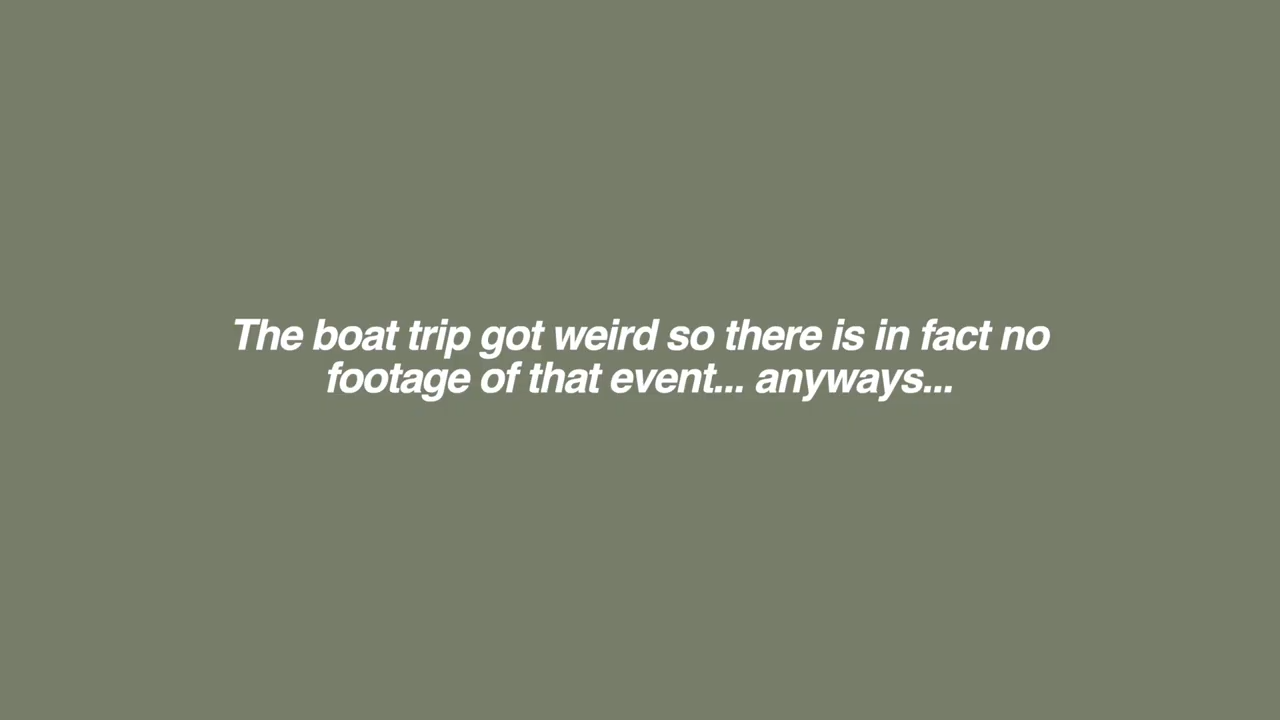 The boat trip got weird so there is in fact no
footage of that event... anyways...